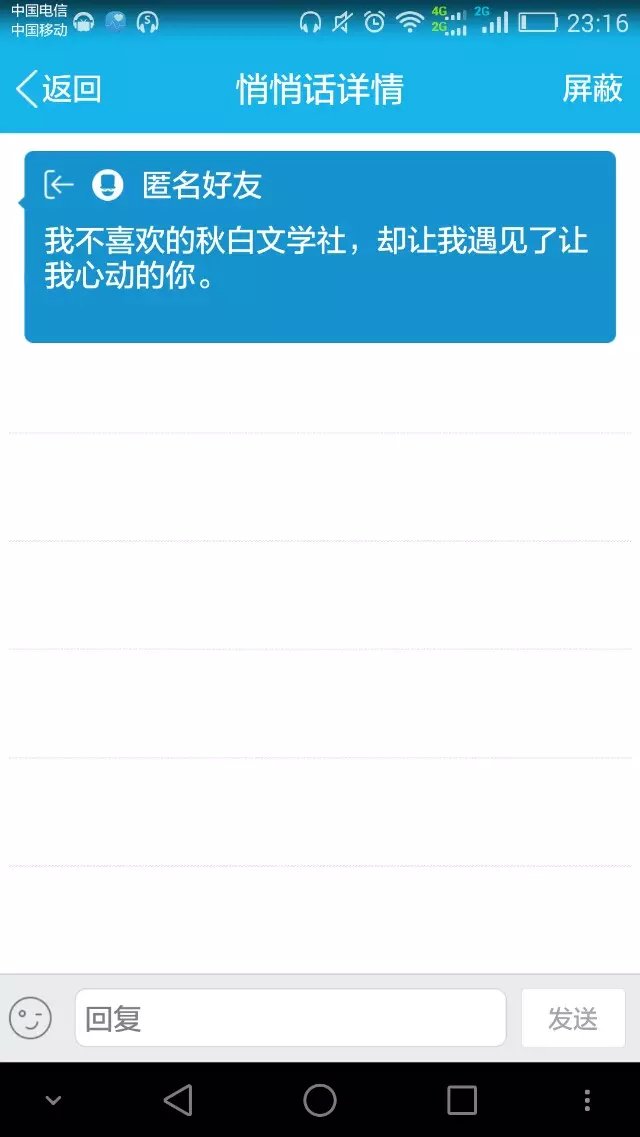 中国电信
中国移动
4G
2G
2G
23:16
返回
悄悄话详情
屏蔽
匿名好友
我不喜欢的秋白文学社，却让我遇见了让
我心动的你。
回复
发送